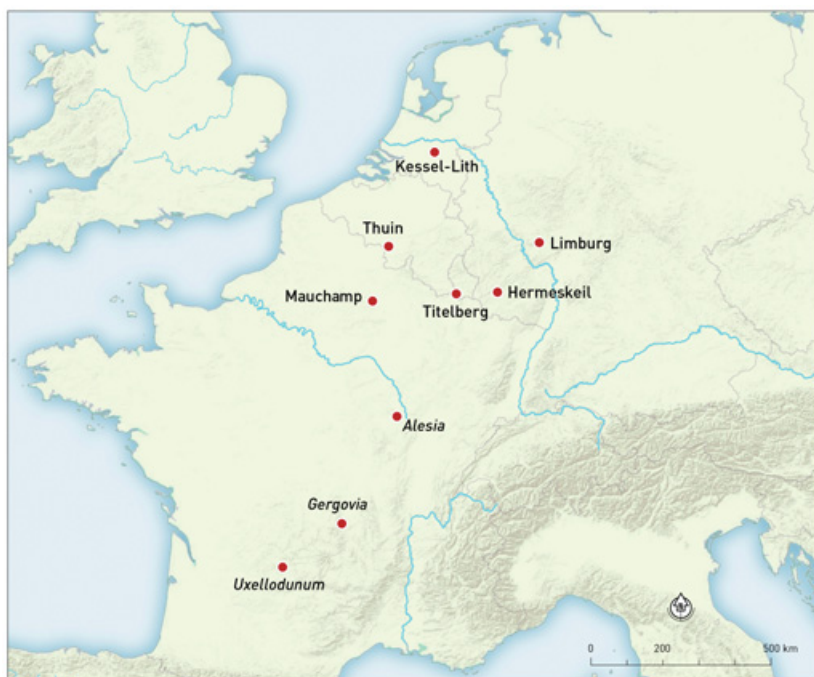 Kessel-Lith
Thuin
Limburg
Mauchamp
Titelberg
Hermeskeil
Alesia
Gergovia
Uxellodunum
0 200 500 km